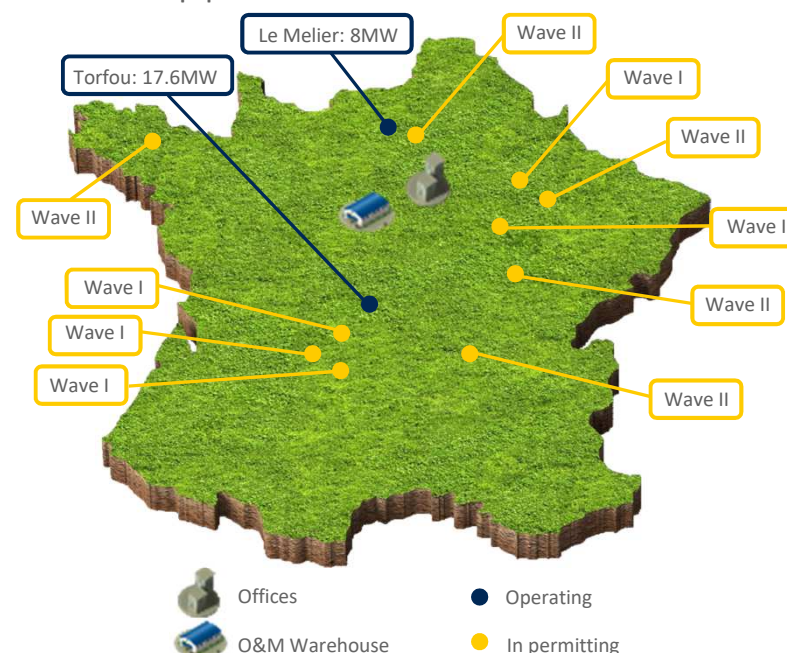 Le Melier: 8MW
Wave II
Torfou: 17.6MW
Wave I
Wave II
Wave II
Wave I
Wave I
Wave II
Wave I
Wave I
Wave II
Offices
Operating
O&M Warehouse
In permitting